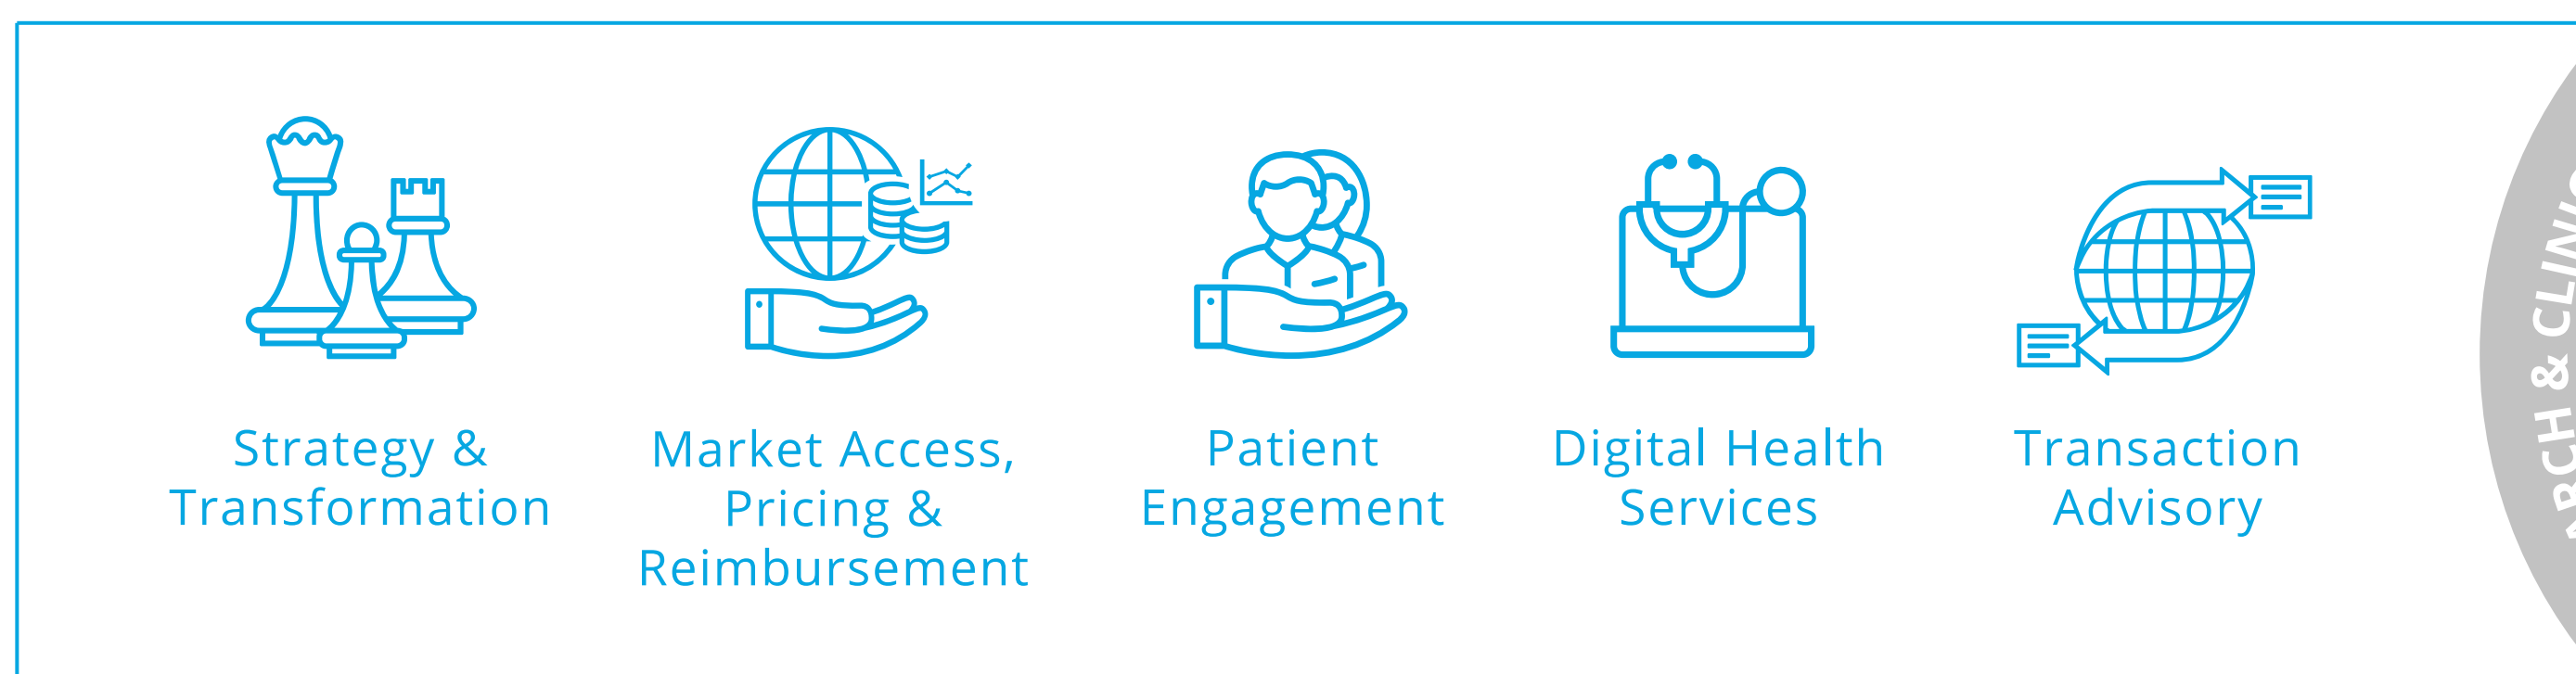 Strategy &
Transformation
Market Access,
Pricing &
Reimbursement
Patient
Engagement
Digital Health
Services
Transaction
Advisory
&